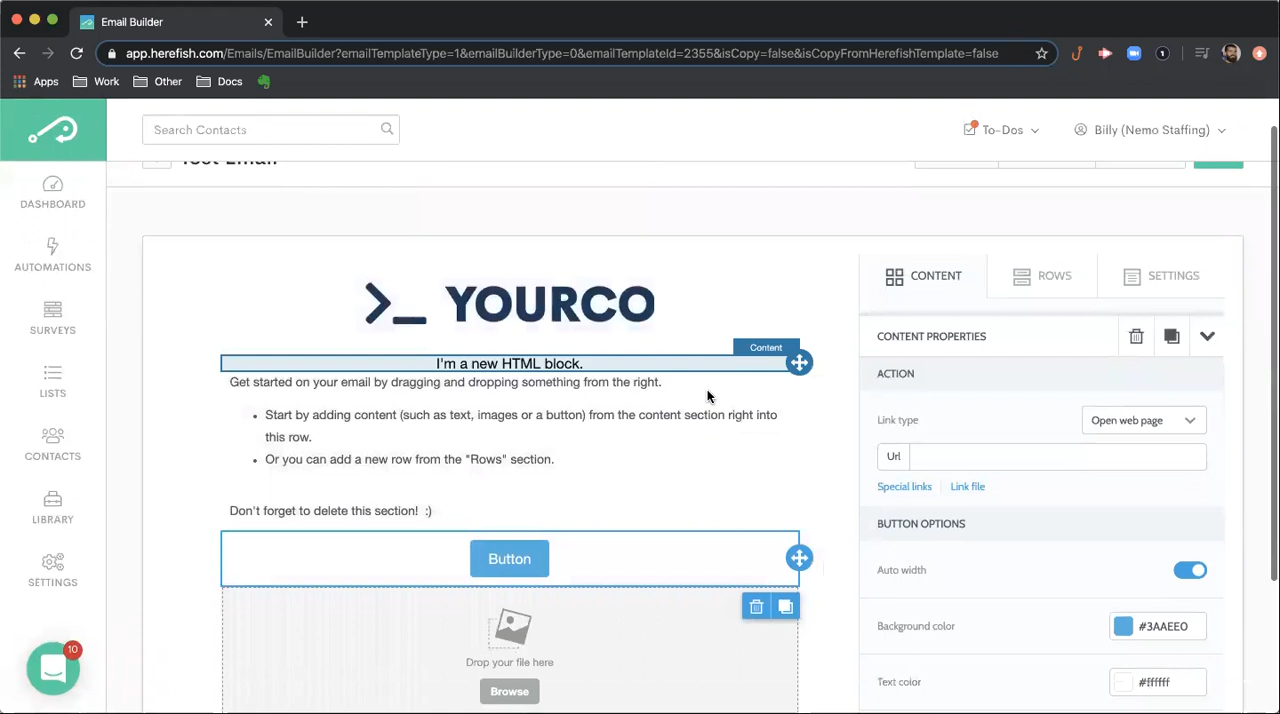 Email Builder
app.herefish.com/Emails/EmailBuilder?emailTemplateType=1&emailBuilderType=0&emailTemplateId=2355&isCopy=false&isCopyFromHerefishTemplate=false
Apps Work Other Docs
Search Contacts
To-Dos
Billy (Nemo Staffing)
Test Email
DASHBOARD
AUTOMATIONS
SURVEYS
LISTS
CONTACTS
LIBRARY
SETTINGS
10
>_ YOURCO
Content
I'm a new HTML block.
Get started on your email by dragging and dropping something from the right.
• Start by adding content (such as text, images or a button) from the content section right into
this row.
• Or you can add a new row from the "Rows" section.
Don't forget to delete this section! :)
Button
Drop your file here
Browse
CONTENT ROWS SETTINGS
CONTENT PROPERTIES
ACTION
Link type Open web page
Url
Special links Link file
BUTTON OPTIONS
Auto width
Background color #3AAEE0
Text color #ffffff